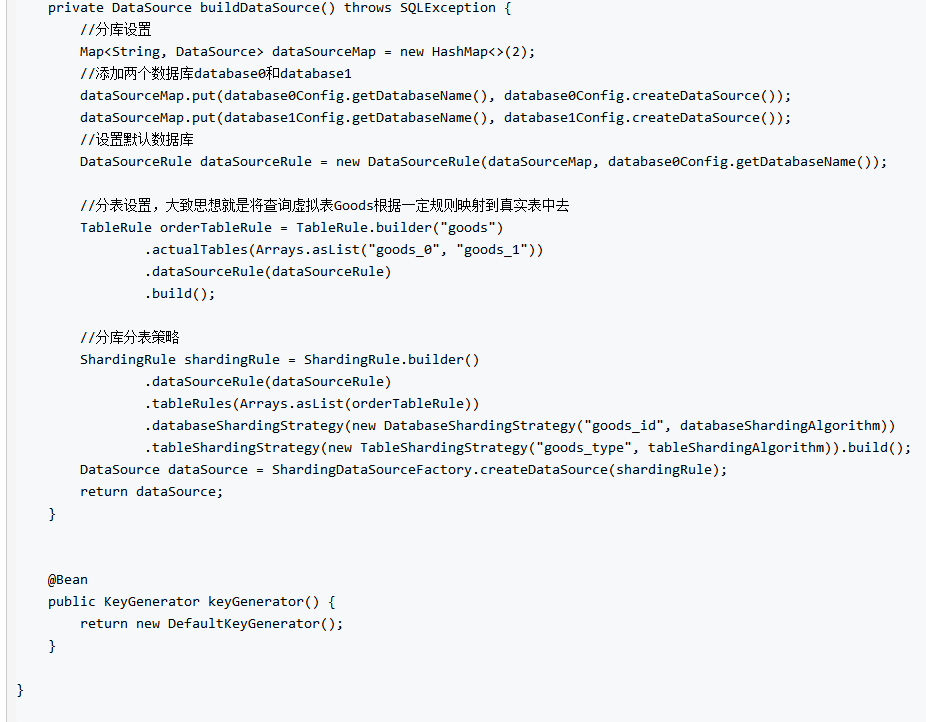 private DataSource buildDataSource() throws SQLException {
//分库设置
Map<String, DataSource> dataSourceMap = new HashMap<>(2);
//添加两个数据库database0和database1
dataSourceMap.put(database0Config.getDatabaseName(), database0Config.createDataSource());
dataSourceMap.put(database1Config.getDatabaseName(), database1Config.createDataSource());
//设置默认数据库
DataSourceRule dataSourceRule = new DataSourceRule(dataSourceMap, database0Config.getDatabaseName());
//分表设置，大致思想就是将查询虚拟表Goods根据一定规则映射到真实表中去
TableRule orderTableRule = TableRule.builder("goods")
.actualTables(Arrays.asList("goods_0", "goods_1"))
.dataSourceRule(dataSourceRule)
.build();
//分库分表策略
ShardingRule shardingRule = ShardingRule.builder()
.dataSourceRule(dataSourceRule)
.tableRules(Arrays.asList(orderTableRule))
.databaseShardingStrategy(new DatabaseShardingStrategy("goods_id", databaseShardingAlgorithm))
.tableShardingStrategy(new TableShardingStrategy("goods_type", tableShardingAlgorithm)).build();
DataSource dataSource = ShardingDataSourceFactory.createDataSource(shardingRule);
return dataSource;
}
@Bean
public KeyGenerator keyGenerator() {
return new DefaultKeyGenerator();
}
}